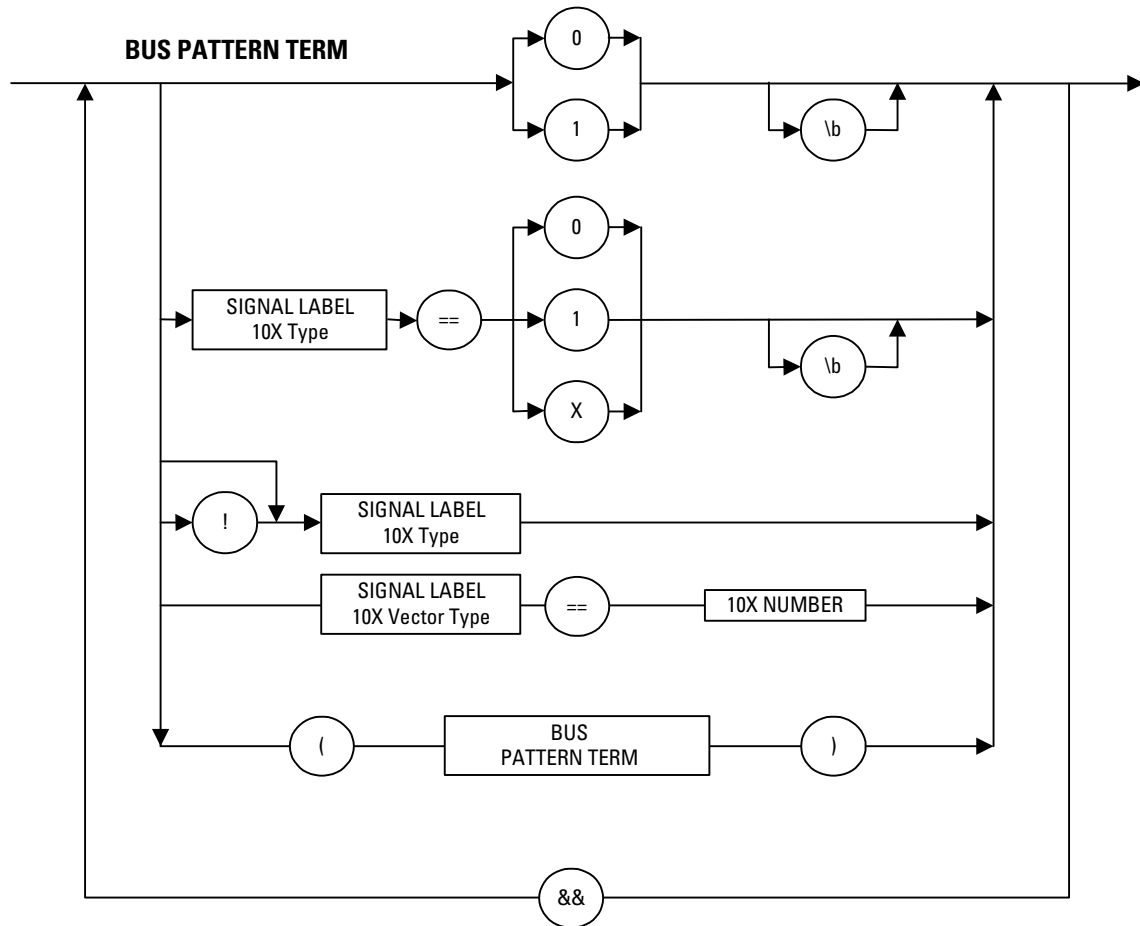 BUS PATTERN TERM
0
1
\b
SIGNAL LABEL
10X Type
==
0
1
X
\b
!
SIGNAL LABEL
10X Type
SIGNAL LABEL
10X Vector Type
==
10X NUMBER
(
BUS
PATTERN TERM
)
&&